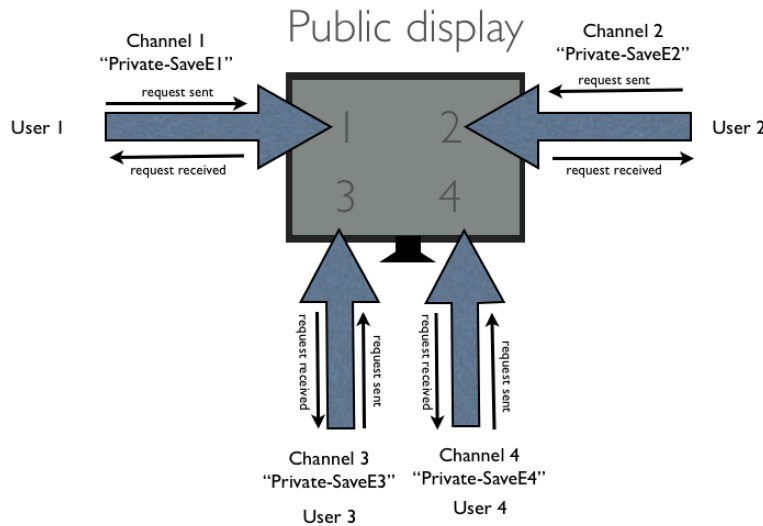 Public display
Channel 1
“Private-SaveE1”
request sent
User 1
request received
Channel 2
“Private-SaveE2”
request sent
User 2
request received
1
2
3
4
request received
request sent
Channel 3
“Private-SaveE3”
User 3
request received
request sent
Channel 4
“Private-SaveE4”
User 4